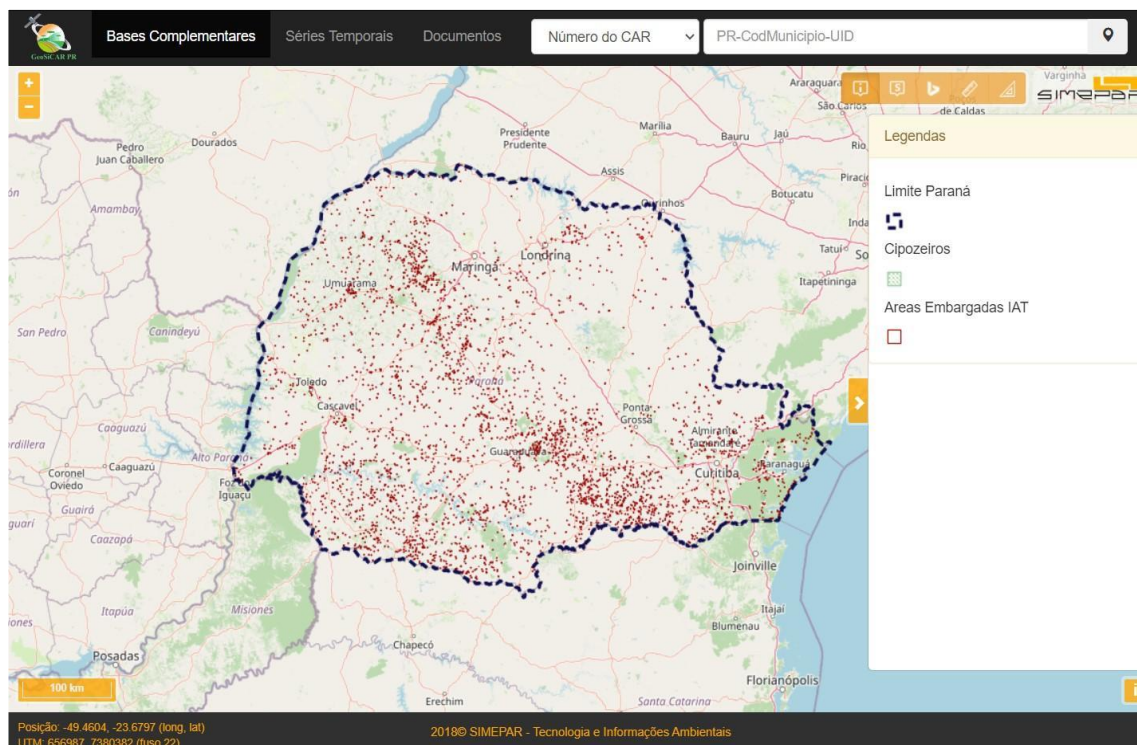 GeoSiCAR PR
Bases Complementares
Séries Temporais
Documentos
Número do CAR
PR-CodMunicipio-UID
+
−
SIMEPAR
Legendas
Limite Paraná
Cipozeiros
Areas Embargadas IAT
Araraquara
São Carlos
Varginha
de Caldas
Pedro
Juan Caballero
Dourados
Presidente
Prudente
Marília
Bauru
Jaú
Rio
Piraci
Assis
Botucatu
Ourinhos
Inda
Amambay
Tatuí
So
Itapetininga
Londrina
Maringá
Umuarama
San Pedro
Canindeyú
Paraná
Toledo
Cascavel
Ponta
Grossa
Almirante
Tamandaré
Guarapuava
Curitiba
Paranaguá
Caaguazú
ordillera
Coronel
Oviedo
Caaguazú
Alto Paraná
Foz do
Iguaçu
Guairá
guarí
Caazapá
Joinville
Itapúa
Misiones
Itajaí
Blumenau
iones
Chapecó
Posadas
Florianópolis
100 km
Erechim
Santa Catarina
Posição: -49.4604, -23.6797 (long, lat)
UTM: 656987, 7380382 (fuso 22)
2018© SIMEPAR - Tecnologia e Informações Ambientais